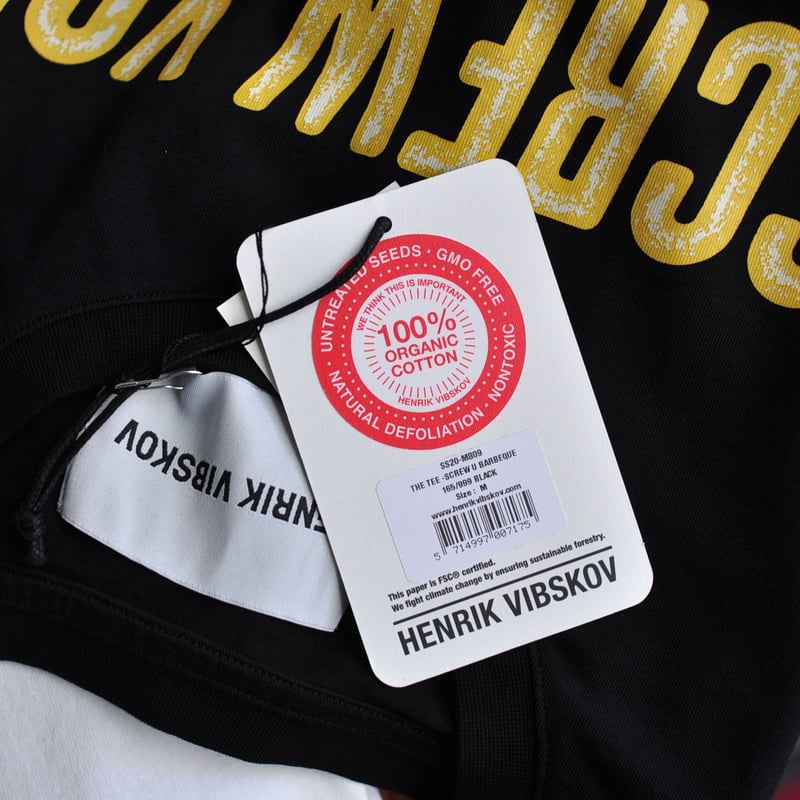 SCREW
UNTREATED SEEDS · GMO FREE · NONTOXIC · NATURAL DEFOLIATION ·
WE THINK THIS IS IMPORTANT
100%
ORGANIC
COTTON
HENRIK VIBSKOV
SS20-M809
THE TEE -SCREW U BARBEQUE
165/999 BLACK
Size : M
www.henrikvibskov.com
5 714997 007175
This paper is FSC® certified.
We fight climate change by ensuring sustainable forestry.
HENRIK VIBSKOV
HENRIK VIBSKOV